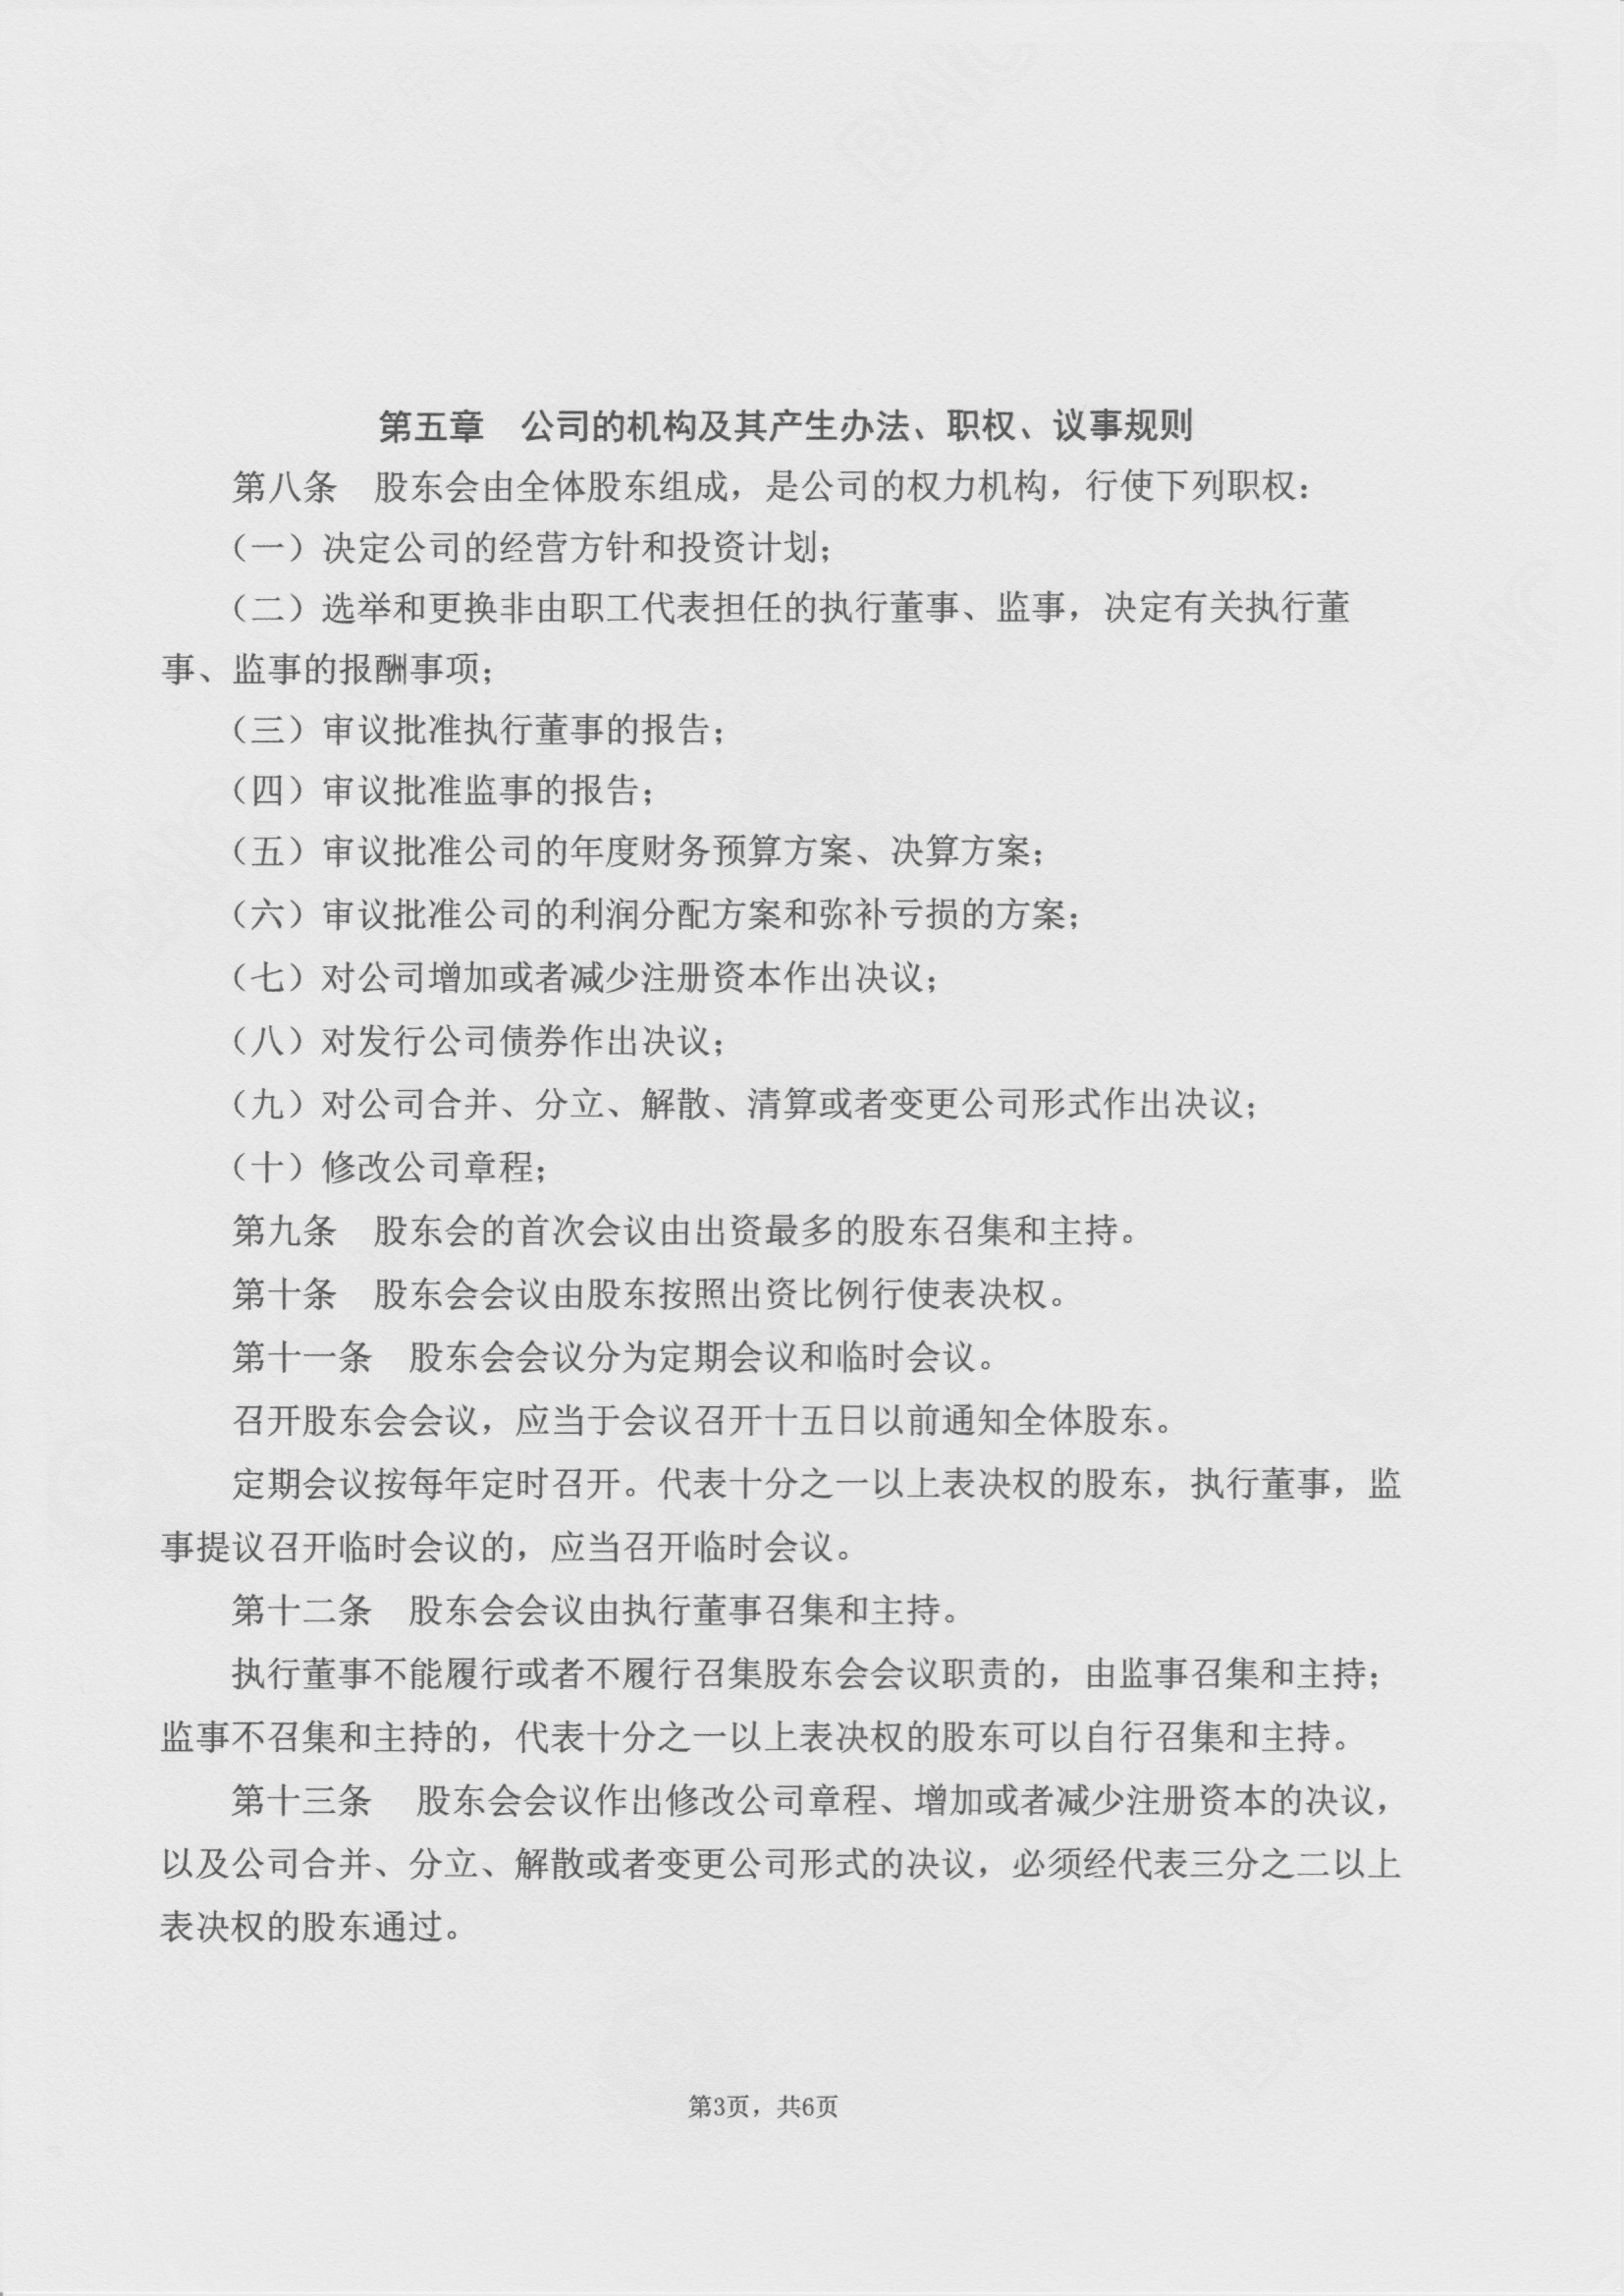 第五章　公司的机构及其产生办法、职权、议事规则
第八条　股东会由全体股东组成，是公司的权力机构，行使下列职权：
（一）决定公司的经营方针和投资计划；
（二）选举和更换非由职工代表担任的执行董事、监事，决定有关执行董
事、监事的报酬事项；
（三）审议批准执行董事的报告；
（四）审议批准监事的报告；
（五）审议批准公司的年度财务预算方案、决算方案；
（六）审议批准公司的利润分配方案和弥补亏损的方案；
（七）对公司增加或者减少注册资本作出决议；
（八）对发行公司债券作出决议；
（九）对公司合并、分立、解散、清算或者变更公司形式作出决议；
（十）修改公司章程；
第九条　股东会的首次会议由出资最多的股东召集和主持。
第十条　股东会会议由股东按照出资比例行使表决权。
第十一条　股东会会议分为定期会议和临时会议。
召开股东会会议，应当于会议召开十五日以前通知全体股东。
定期会议按每年定时召开。代表十分之一以上表决权的股东，执行董事，监
事提议召开临时会议的，应当召开临时会议。
第十二条　股东会会议由执行董事召集和主持。
执行董事不能履行或者不履行召集股东会会议职责的，由监事召集和主持；
监事不召集和主持的，代表十分之一以上表决权的股东可以自行召集和主持。
第十三条　股东会会议作出修改公司章程、增加或者减少注册资本的决议，
以及公司合并、分立、解散或者变更公司形式的决议，必须经代表三分之二以上
表决权的股东通过。
第3页，共6页